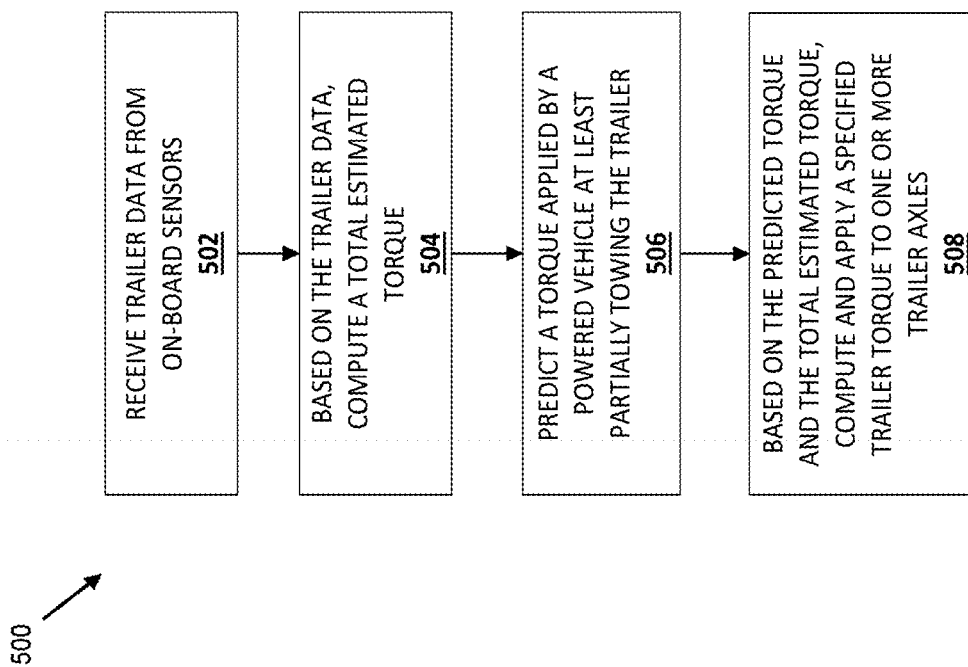 500
RECEIVE TRAILER DATA FROM
ON-BOARD SENSORS
502
BASED ON THE TRAILER DATA,
COMPUTE A TOTAL ESTIMATED
TORQUE
504
PREDICT A TORQUE APPLIED BY A
POWERED VEHICLE AT LEAST
PARTIALLY TOWING THE TRAILER
506
BASED ON THE PREDICTED TORQUE
AND THE TOTAL ESTIMATED TORQUE,
COMPUTE AND APPLY A SPECIFIED
TRAILER TORQUE TO ONE OR MORE
TRAILER AXLES
508